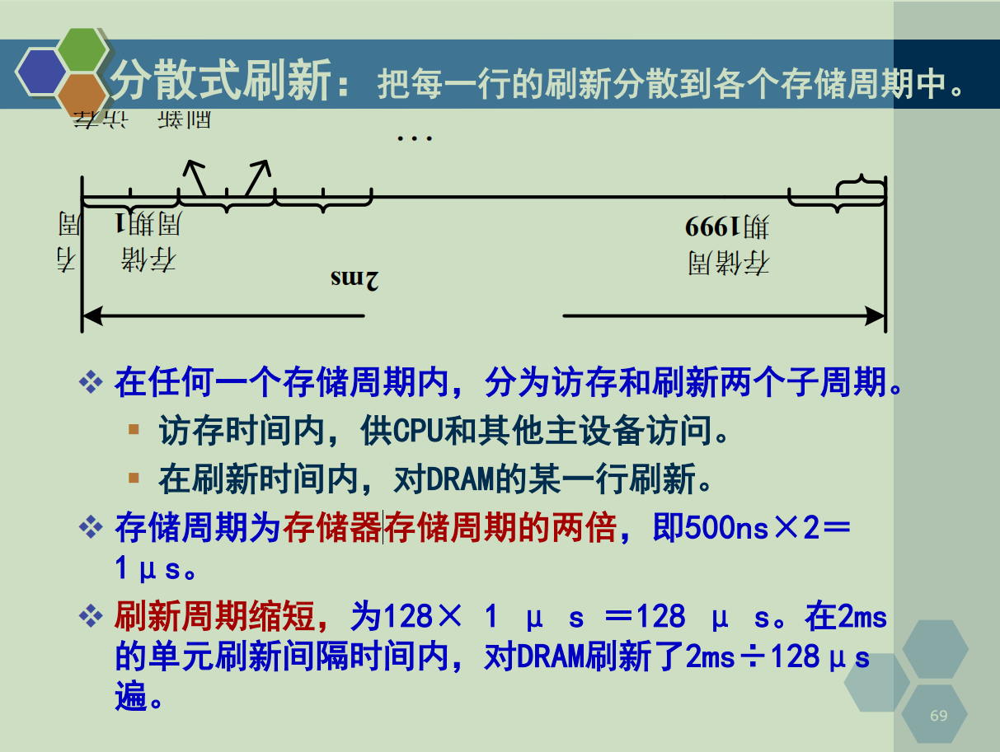 分散式刷新：把每一行的刷新分散到各个存储周期中。
访存 刷新
...
周期1
存储
期1999
存储周
2ms
在任何一个存储周期内，分为访存和刷新两个子周期。
访存时间内，供CPU和其他主设备访问。
在刷新时间内，对DRAM的某一行刷新。
存储周期为存储器存储周期的两倍，即500ns×2＝
1μs。
刷新周期缩短，为128× 1 μ s ＝128 μ s。在2ms
的单元刷新间隔时间内，对DRAM刷新了2ms÷128μs
遍。
69